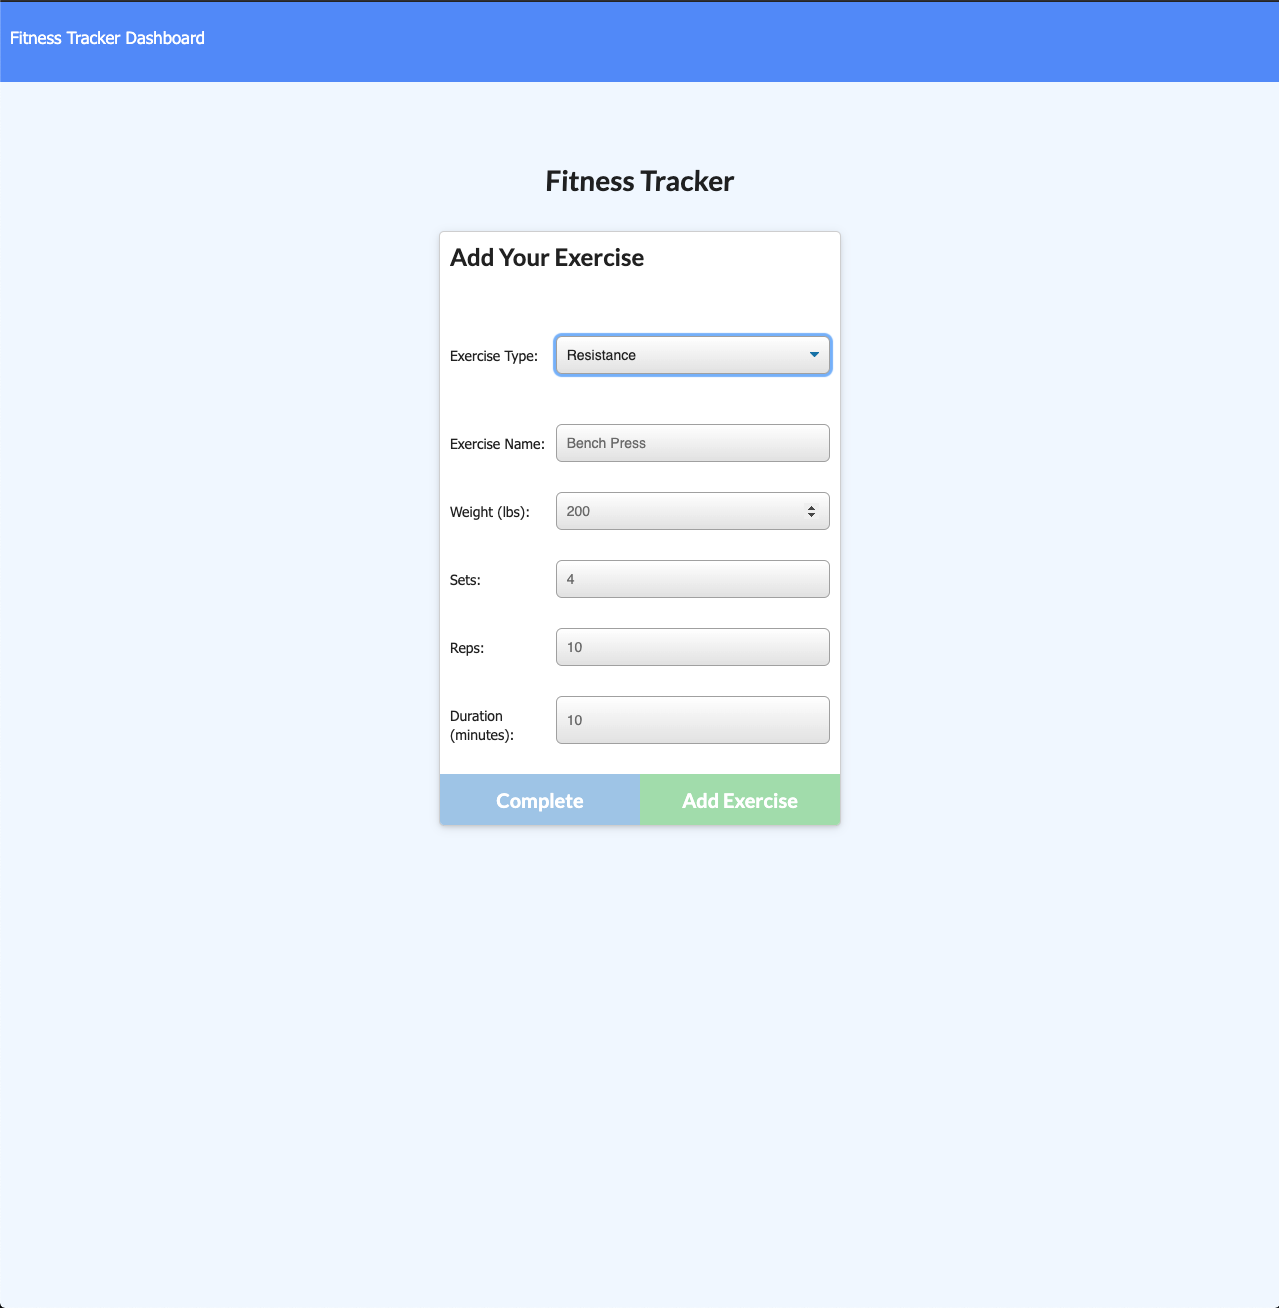 Fitness Tracker Dashboard
Fitness Tracker
Add Your Exercise
Exercise Type: Resistance
Exercise Name: Bench Press
Weight (lbs): 200
Sets: 4
Reps: 10
Duration
(minutes): 10
Complete Add Exercise